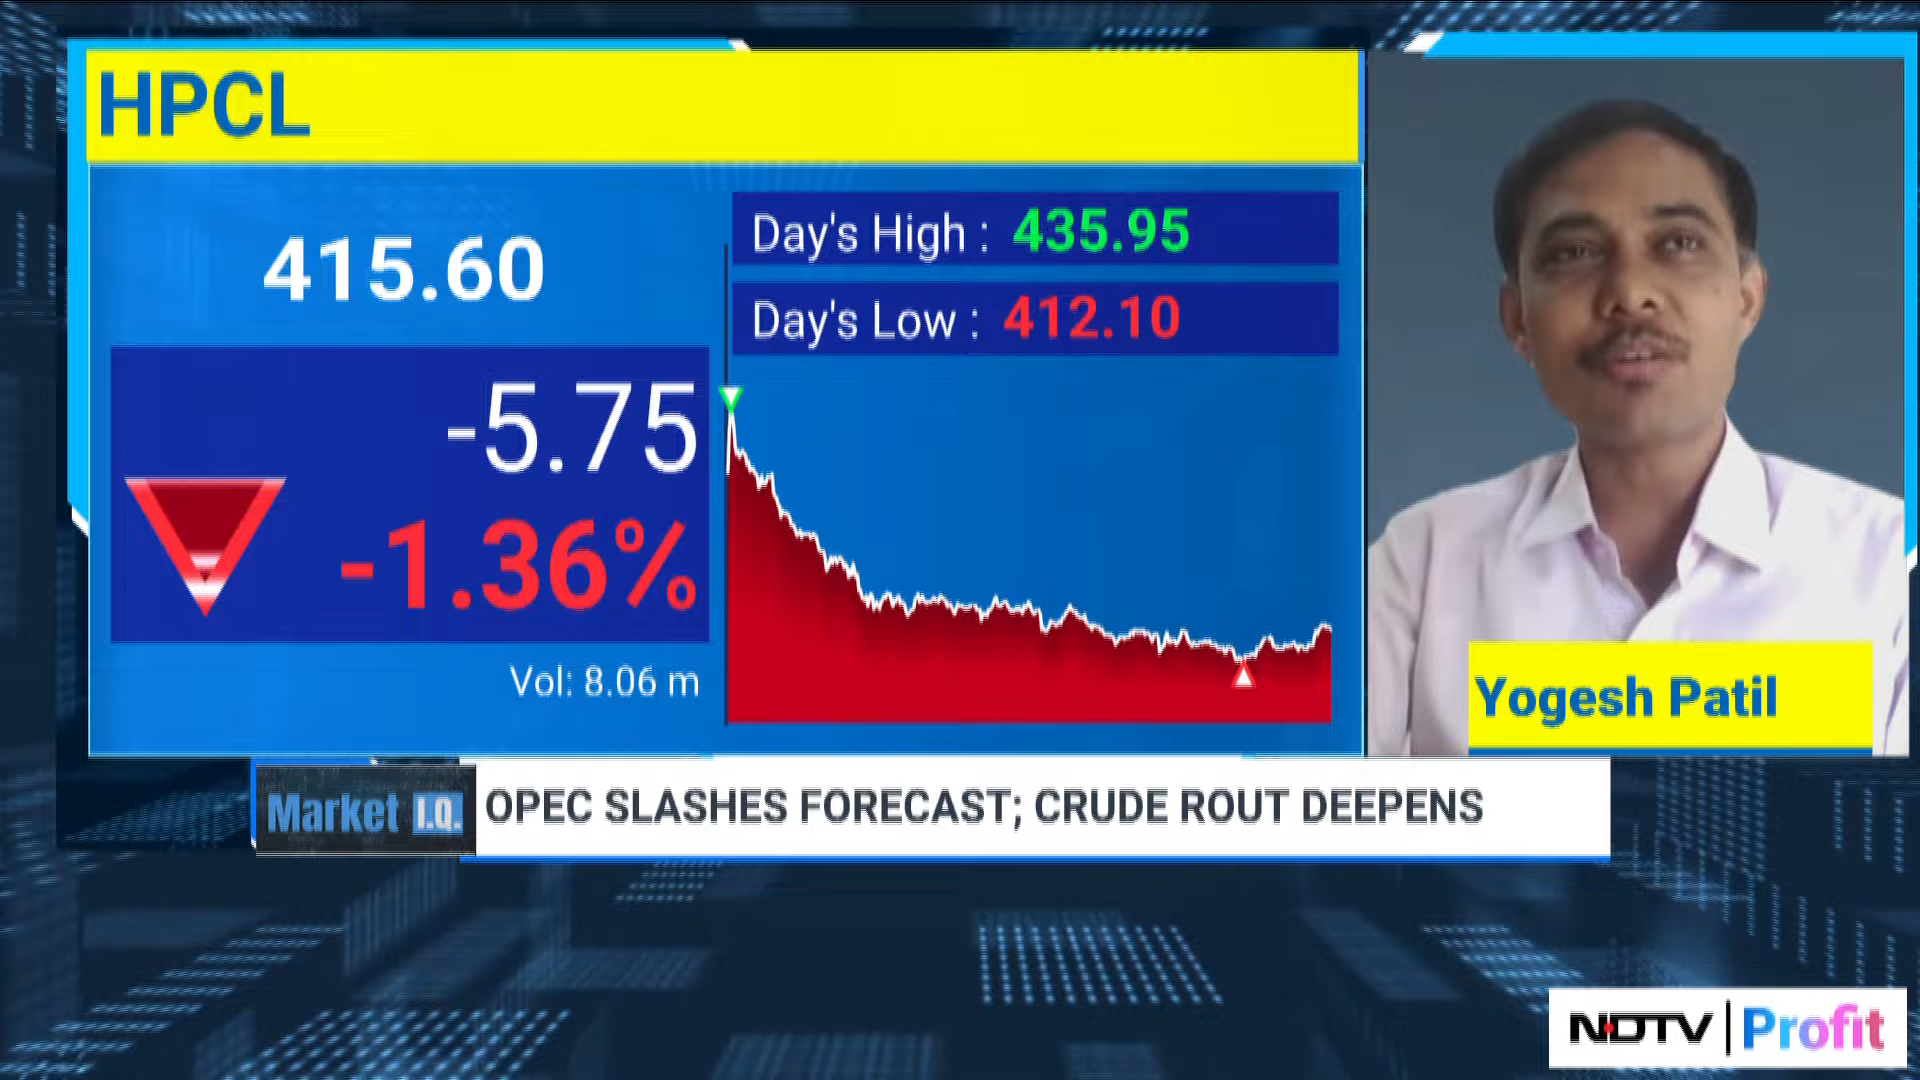 HPCL
415.60
-5.75
-1.36%
Vol: 8.06 m
Day's High : 435.95
Day's Low : 412.10
Yogesh Patil
Market I.Q.
OPEC SLASHES FORECAST; CRUDE ROUT DEEPENS
NDTV Profit